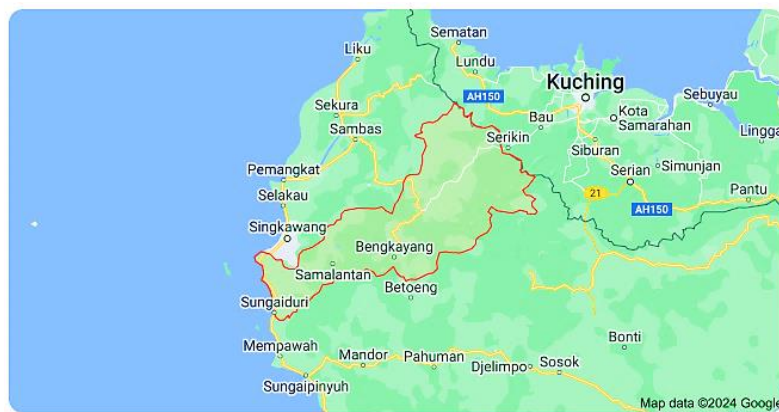 Sematan
Liku
Lundu
Kuching
AH150
Sebuyau
Sekura
Bau
Kota
Samarahan
Sambas
Serikin
Siburan
Lingga
Pemangkat
Serian
Simunjan
Selakau
21
Pantu
AH150
Singkawang
Bengkayang
Samalantan
Betoeng
Sungaiduri
Bonti
Mempawah
Mandor
Pahuman
Djelimpo
Sosok
Sungaipinyuh
Map data ©2024 Google